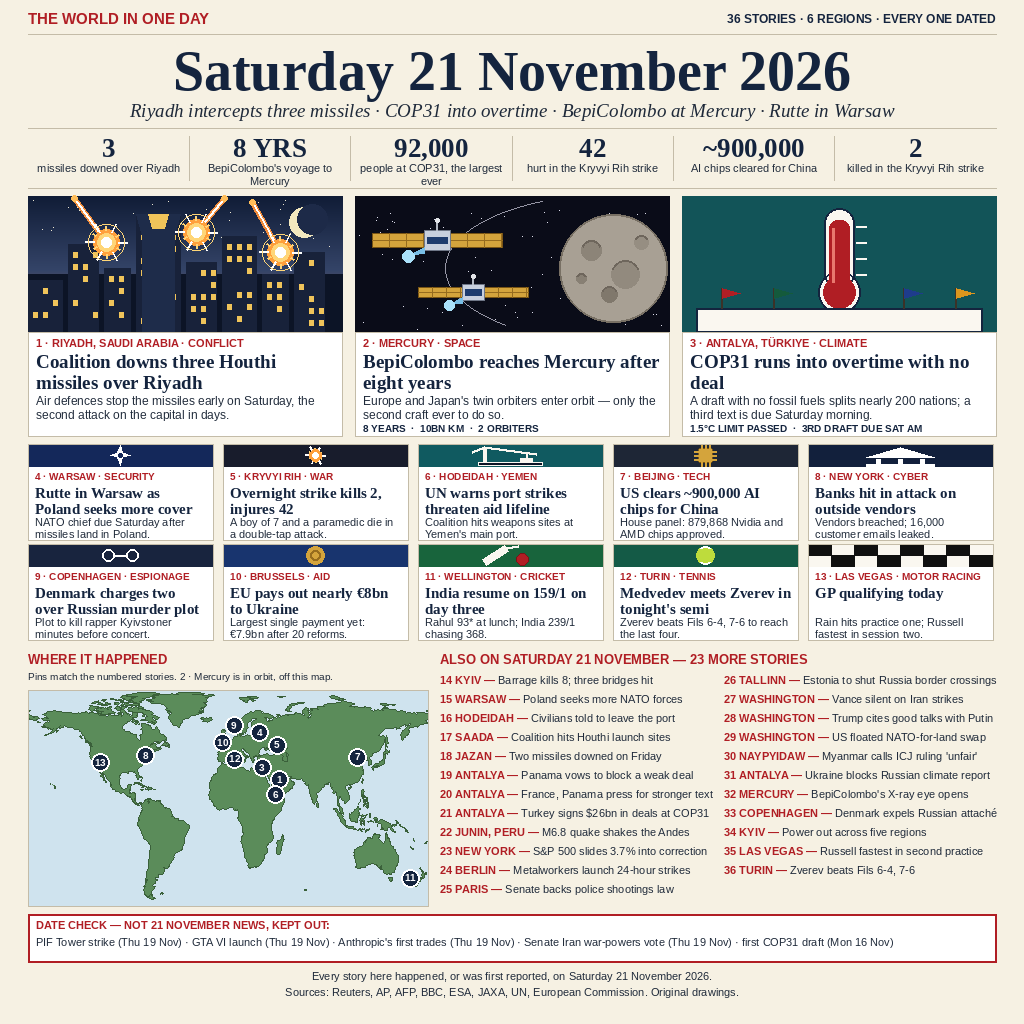 THE WORLD IN ONE DAY
36 STORIES · 6 REGIONS · EVERY ONE DATED
Saturday 21 November 2026
Riyadh intercepts three missiles · COP31 into overtime · BepiColombo at Mercury · Rutte in Warsaw
3
missiles downed over Riyadh
8 YRS
BepiColombo's voyage to
Mercury
92,000
people at COP31, the largest
ever
42
hurt in the Kryvyi Rih strike
~900,000
AI chips cleared for China
2
killed in the Kryvyi Rih strike
1 · RIYADH, SAUDI ARABIA · CONFLICT
Coalition downs three Houthi
missiles over Riyadh
Air defences stop the missiles early on Saturday, the
second attack on the capital in days.
2 · MERCURY · SPACE
BepiColombo reaches Mercury after
eight years
Europe and Japan's twin orbiters enter orbit — only the
second craft ever to do so.
8 YEARS · 10BN KM · 2 ORBITERS
3 · ANTALYA, TÜRKIYE · CLIMATE
COP31 runs into overtime with no
deal
A draft with no fossil fuels splits nearly 200 nations; a
third text is due Saturday morning.
1.5°C LIMIT PASSED · 3RD DRAFT DUE SAT AM
4 · WARSAW · SECURITY
Rutte in Warsaw as
Poland seeks more cover
NATO chief due Saturday after
missiles land in Poland.
5 · KRYVYI RIH · WAR
Overnight strike kills 2,
injures 42
A boy of 7 and a paramedic die in
a double-tap attack.
6 · HODEIDAH · YEMEN
UN warns port strikes
threaten aid lifeline
Coalition hits weapons sites at
Yemen's main port.
7 · BEIJING · TECH
US clears ~900,000 AI
chips for China
House panel: 879,868 Nvidia and
AMD chips approved.
8 · NEW YORK · CYBER
Banks hit in attack on
outside vendors
Vendors breached; 16,000
customer emails leaked.
9 · COPENHAGEN · ESPIONAGE
Denmark charges two
over Russian murder plot
Plot to kill rapper Kyivstoner
minutes before concert.
10 · BRUSSELS · AID
EU pays out nearly €8bn
to Ukraine
Largest single payment yet:
€7.9bn after 20 reforms.
11 · WELLINGTON · CRICKET
India resume on 159/1 on
day three
Rahul 93* at lunch; India 239/1
chasing 368.
12 · TURIN · TENNIS
Medvedev meets Zverev in
tonight's semi
Zverev beats Fils 6-4, 7-6 to reach
the last four.
13 · LAS VEGAS · MOTOR RACING
GP qualifying today
Rain hits practice one; Russell
fastest in session two.
WHERE IT HAPPENED
Pins match the numbered stories. 2 · Mercury is in orbit, off this map.
9
4
10
5
12
8
13
7
3
1
6
11
ALSO ON SATURDAY 21 NOVEMBER — 23 MORE STORIES
14 KYIV — Barrage kills 8; three bridges hit
15 WARSAW — Poland seeks more NATO forces
16 HODEIDAH — Civilians told to leave the port
17 SAADA — Coalition hits Houthi launch sites
18 JAZAN — Two missiles downed on Friday
19 ANTALYA — Panama vows to block a weak deal
20 ANTALYA — France, Panama press for stronger text
21 ANTALYA — Turkey signs $26bn in deals at COP31
22 JUNIN, PERU — M6.8 quake shakes the Andes
23 NEW YORK — S&P 500 slides 3.7% into correction
24 BERLIN — Metalworkers launch 24-hour strikes
25 PARIS — Senate backs police shootings law
26 TALLINN — Estonia to shut Russia border crossings
27 WASHINGTON — Vance silent on Iran strikes
28 WASHINGTON — Trump cites good talks with Putin
29 WASHINGTON — US floated NATO-for-land swap
30 NAYPYIDAW — Myanmar calls ICJ ruling 'unfair'
31 ANTALYA — Ukraine blocks Russian climate report
32 MERCURY — BepiColombo's X-ray eye opens
33 COPENHAGEN — Denmark expels Russian attaché
34 KYIV — Power out across five regions
35 LAS VEGAS — Russell fastest in second practice
36 TURIN — Zverev beats Fils 6-4, 7-6
DATE CHECK — NOT 21 NOVEMBER NEWS, KEPT OUT:
PIF Tower strike (Thu 19 Nov) · GTA VI launch (Thu 19 Nov) · Anthropic's first trades (Thu 19 Nov) · Senate Iran war-powers vote (Thu 19 Nov) · first COP31 draft (Mon 16 Nov)
Every story here happened, or was first reported, on Saturday 21 November 2026.
Sources: Reuters, AP, AFP, BBC, ESA, JAXA, UN, European Commission. Original drawings.